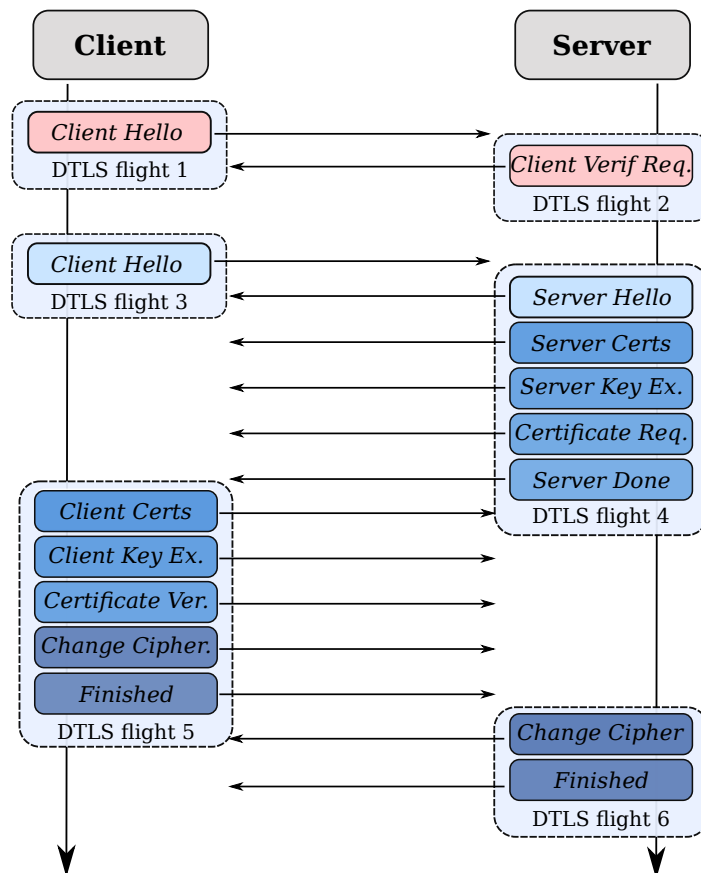 Client
Server
Client Hello
DTLS flight 1
Client Verif Req.
DTLS flight 2
Client Hello
DTLS flight 3
Server Hello
Server Certs
Server Key Ex.
Certificate Req.
Server Done
DTLS flight 4
Client Certs
Client Key Ex.
Certificate Ver.
Change Cipher.
Finished
DTLS flight 5
Change Cipher
Finished
DTLS flight 6